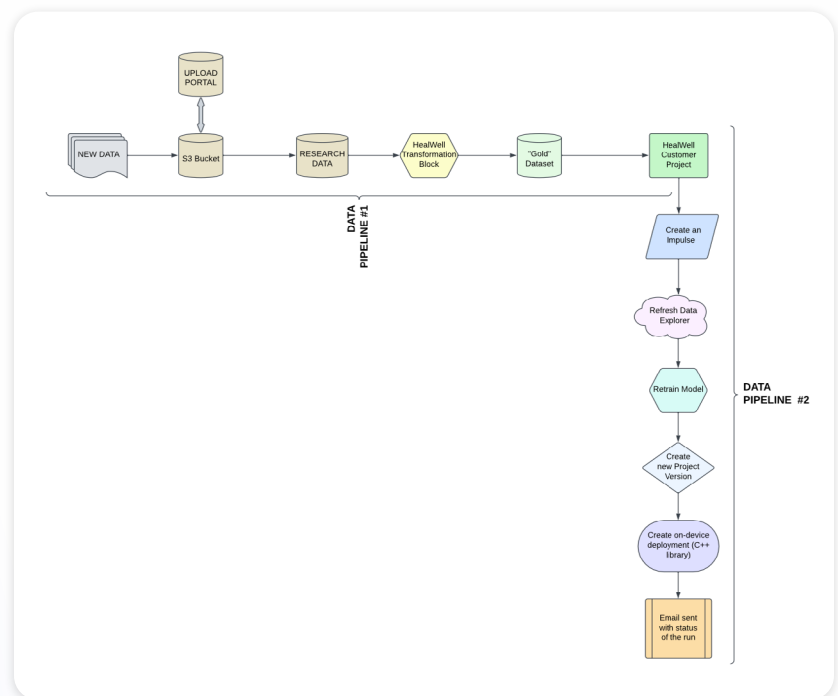 UPLOAD
PORTAL
NEW DATA
S3 Bucket
RESEARCH
DATA
HealWell
Transformation
Block
"Gold"
Dataset
HealWell
Customer
Project
DATA
PIPELINE #1
Create an
Impulse
Refresh Data
Explorer
Retrain Model
DATA
PIPELINE #2
Create
new Project
Version
Create on-device
deployment (C++
library)
Email sent
with status
of the run